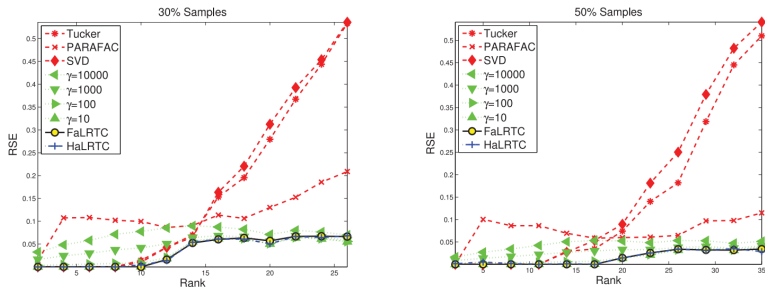 30% Samples
0.5
0.45
0.4
0.35
0.3
0.25
0.2
0.15
0.1
0.05
RSE
Tucker
PARAFAC
SVD
γ=10000
γ=1000
γ=100
γ=10
FaLRTC
HaLRTC
5 10 15 20 25
Rank
50% Samples
0.5
0.45
0.4
0.35
0.3
0.25
0.2
0.15
0.1
0.05
RSE
Tucker
PARAFAC
SVD
γ=10000
γ=1000
γ=100
γ=10
FaLRTC
HaLRTC
5 10 15 20 25 30 35
Rank